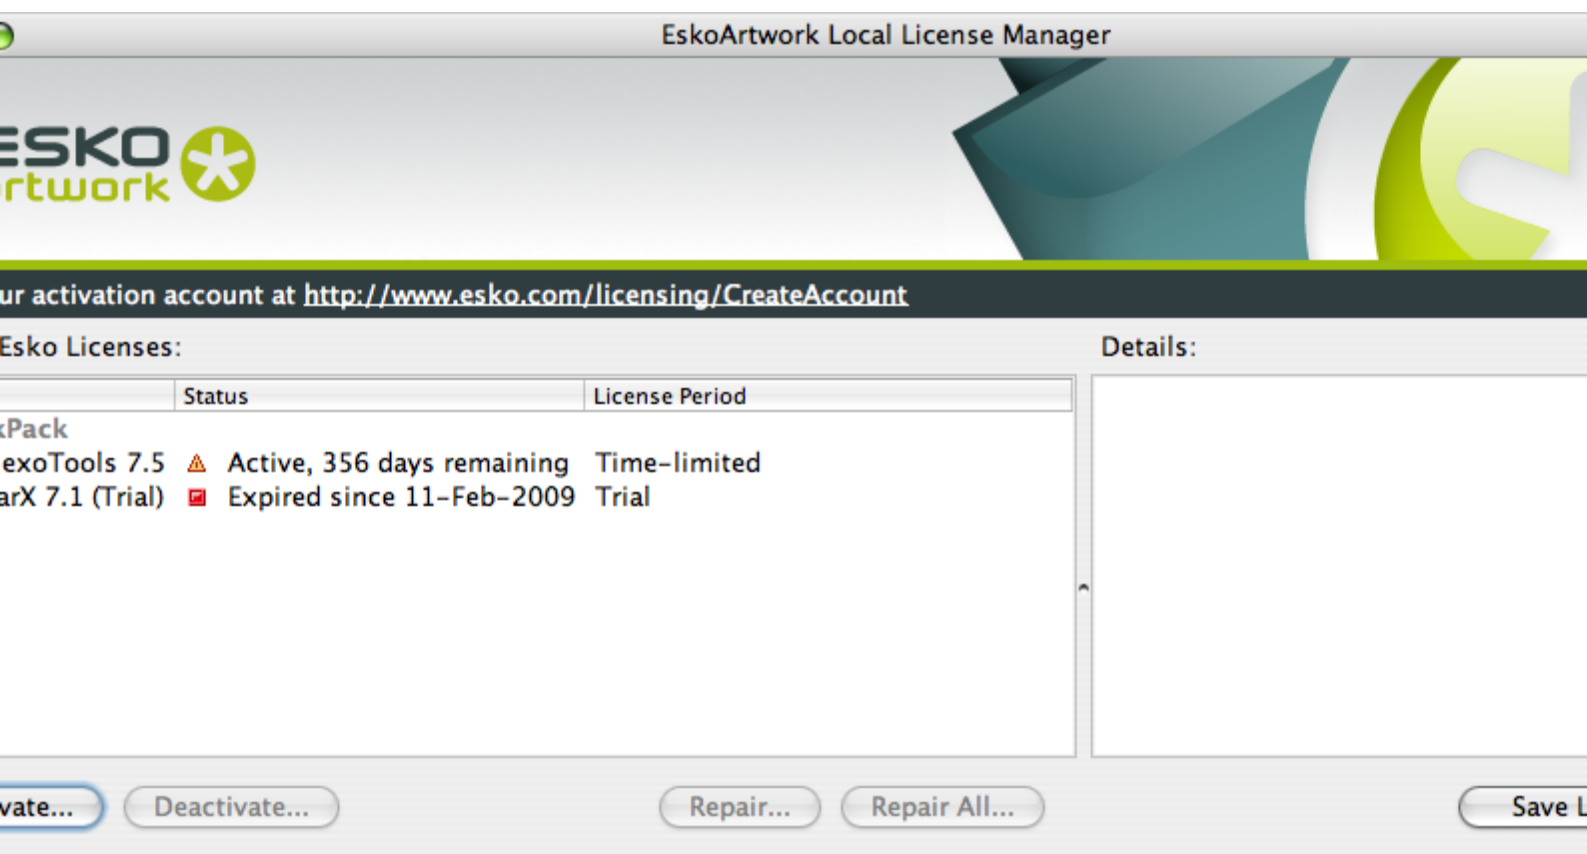 EskoArtwork Local License Manager
ESKO
artwork
ur activation account at http://www.esko.com/licensing/CreateAccount
Esko Licenses:
Details:
Status License Period
kPack
exoTools 7.5 Active, 356 days remaining Time-limited
arX 7.1 (Trial) Expired since 11-Feb-2009 Trial
vate... Deactivate... Repair... Repair All... Save L